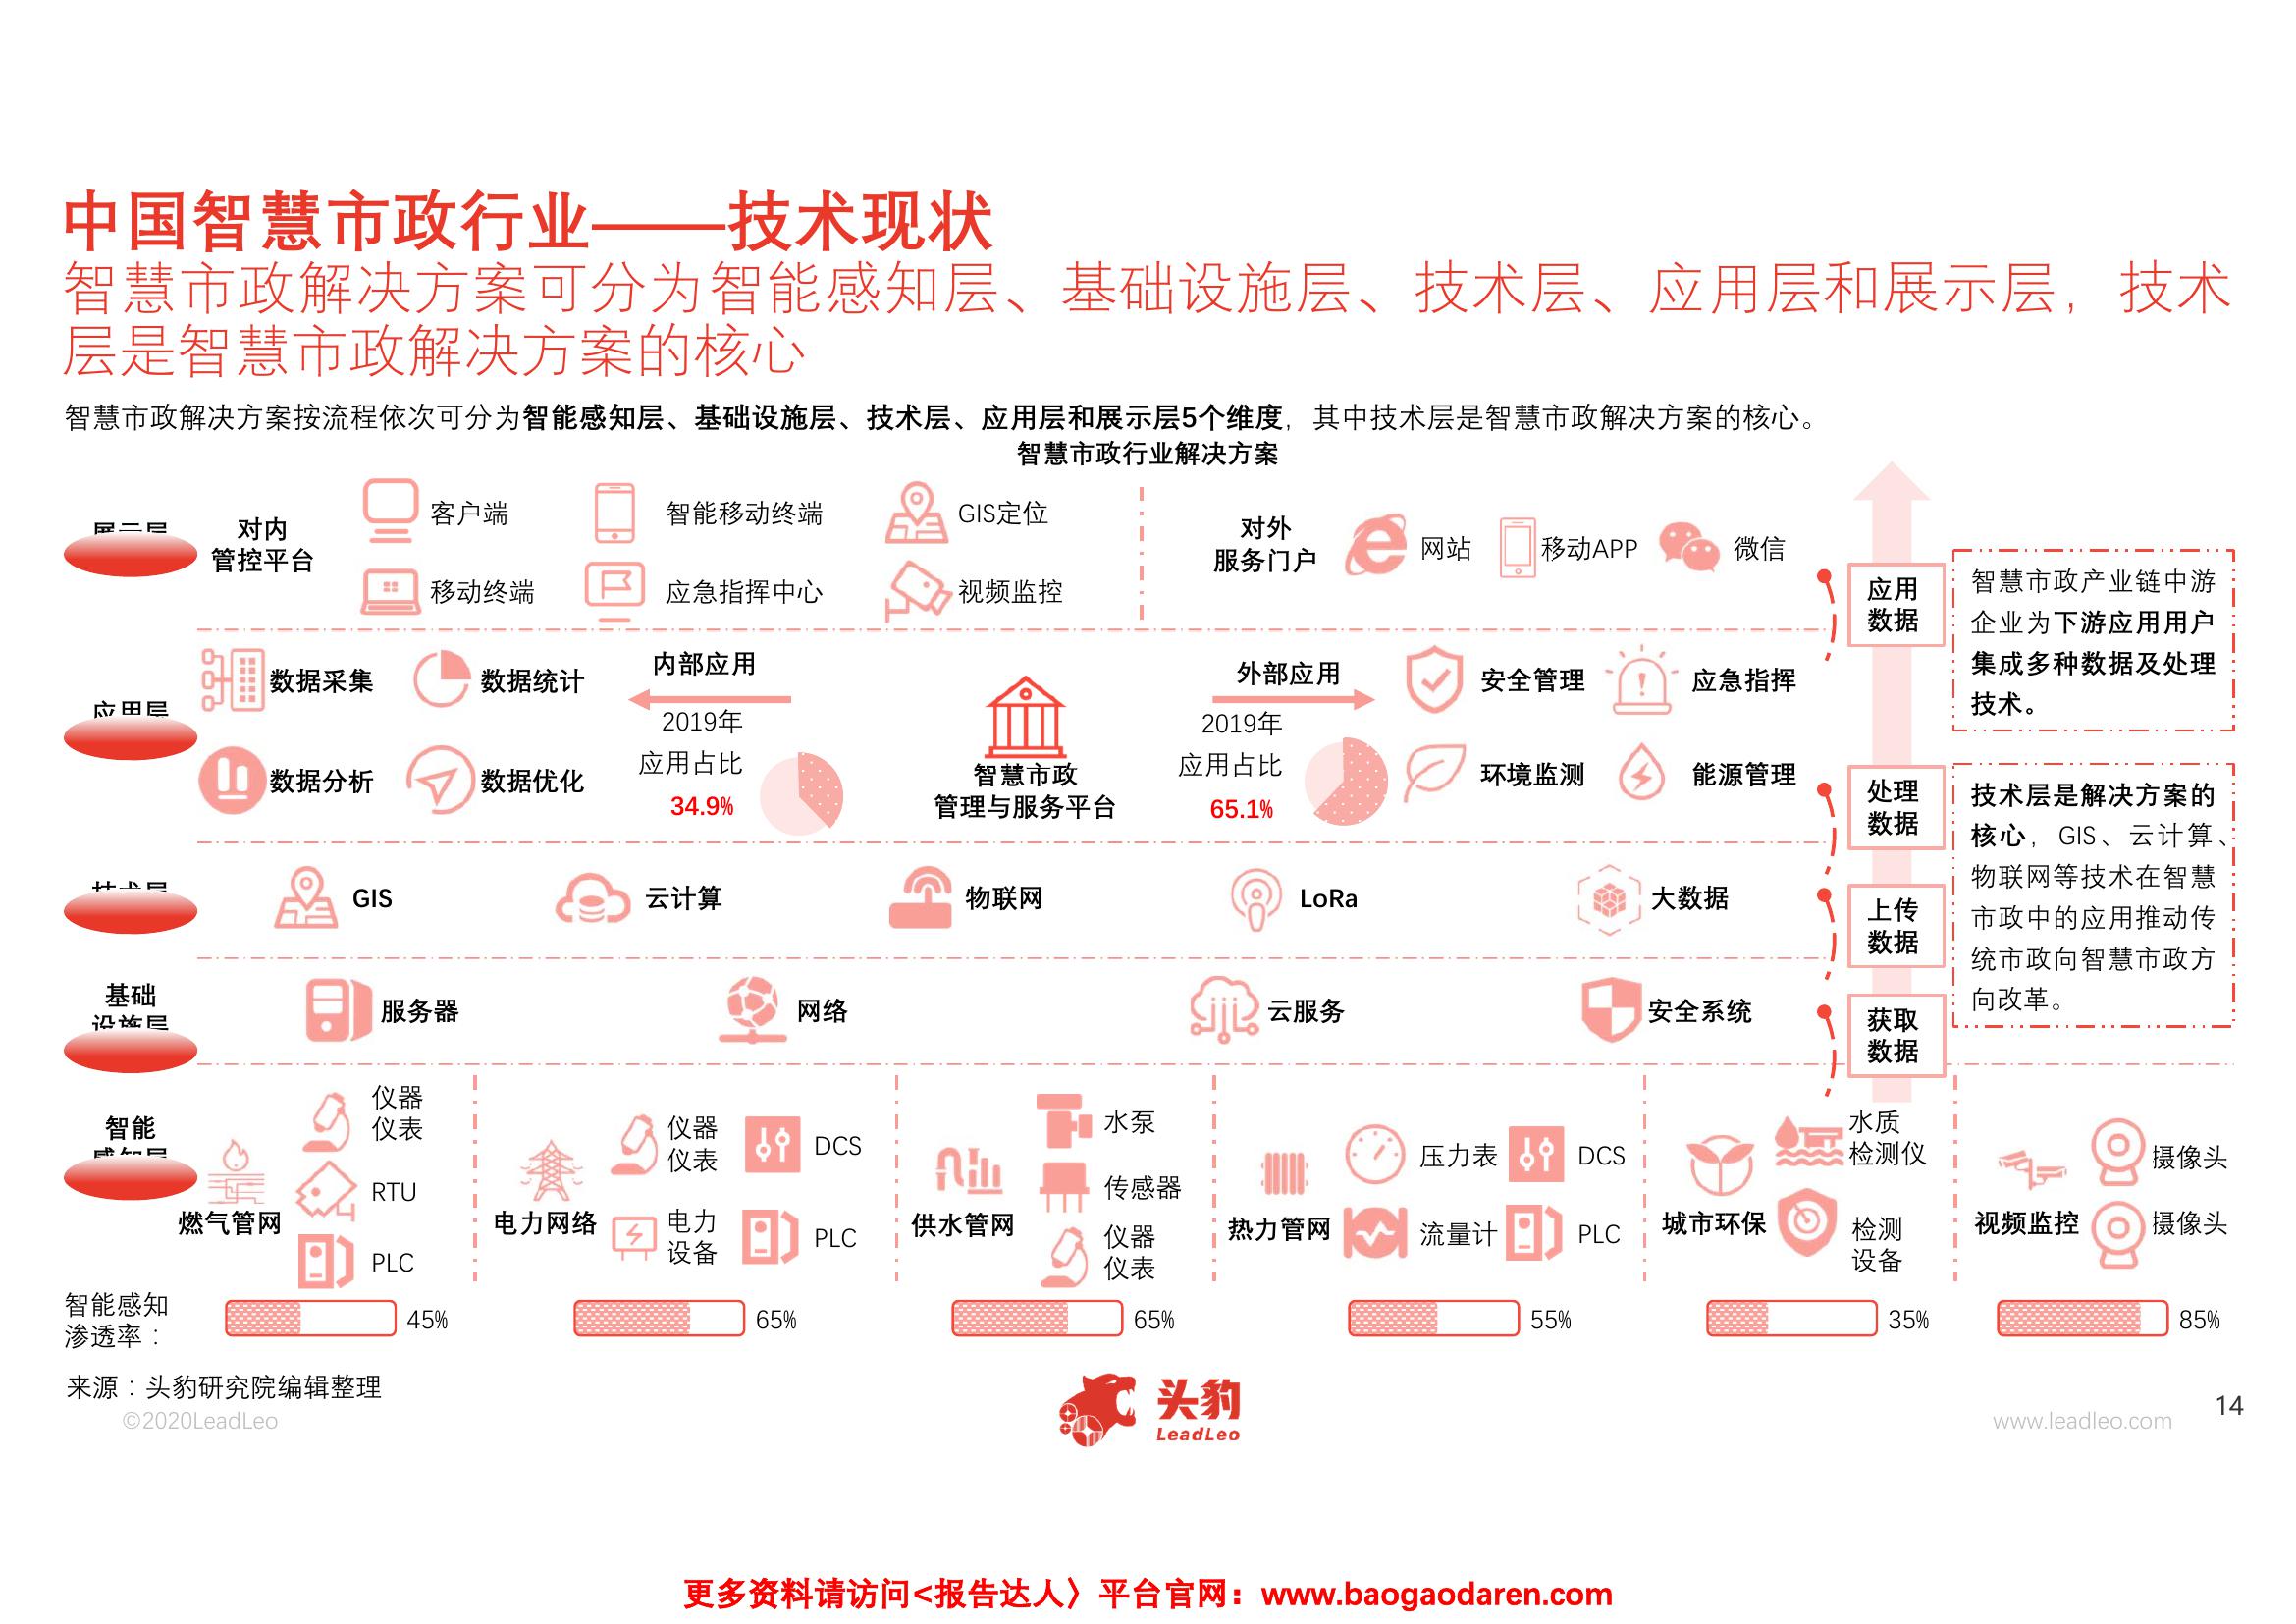 中国智慧市政行业——技术现状
智慧市政解决方案可分为智能感知层、基础设施层、技术层、应用层和展示层，技术
层是智慧市政解决方案的核心
智慧市政解决方案按流程依次可分为智能感知层、基础设施层、技术层、应用层和展示层5个维度，其中技术层是智慧市政解决方案的核心。
智慧市政行业解决方案
展示层
对内
管控平台
客户端
智能移动终端
GIS定位
移动终端
应急指挥中心
视频监控
对外
服务门户
网站
移动APP
微信
应用层
数据采集
数据统计
数据分析
数据优化
内部应用
2019年
应用占比
34.9%
智慧市政
管理与服务平台
外部应用
2019年
应用占比
65.1%
安全管理
应急指挥
环境监测
能源管理
技术层
GIS
云计算
物联网
LoRa
大数据
基础
设施层
服务器
网络
云服务
安全系统
应用
数据
处理
数据
上传
数据
获取
数据
智慧市政产业链中游
企业为下游应用用户
集成多种数据及处理
技术。
技术层是解决方案的
核心，GIS、云计算、
物联网等技术在智慧
市政中的应用推动传
统市政向智慧市政方
向改革。
智能
感知层
燃气管网
仪器
仪表
RTU
PLC
电力网络
仪器
仪表
DCS
电力
设备
PLC
供水管网
水泵
传感器
仪器
仪表
热力管网
压力表
DCS
流量计
PLC
城市环保
水质
检测仪
检测
设备
视频监控
摄像头
摄像头
智能感知
渗透率：
45%
65%
65%
55%
35%
85%
来源：头豹研究院编辑整理
©2020LeadLeo
头豹
LeadLeo
www.leadleo.com
14
更多资料请访问<报告达人〉平台官网：www.baogaodaren.com